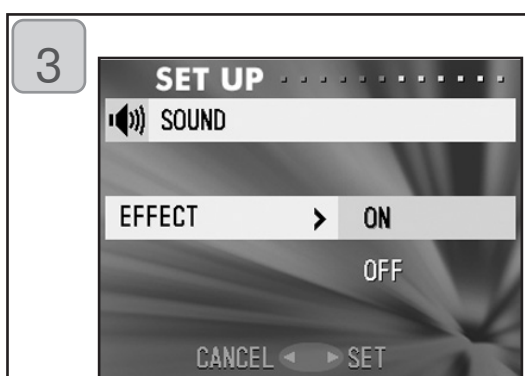 3
SET UP
SOUND
EFFECT > ON
OFF
CANCEL ◀ ▶ SET